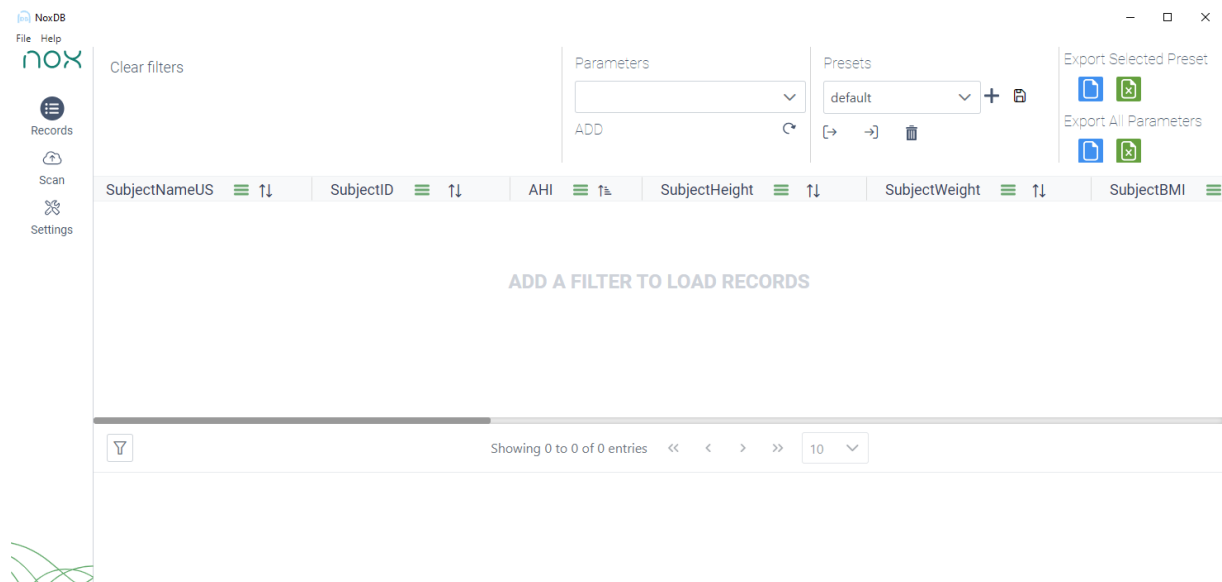 NoxDB
File Help
nox
Clear filters
Parameters
Presets
Export Selected Preset
default
ADD
Export All Parameters
Records
Scan
Settings
SubjectNameUS SubjectID AHI SubjectHeight SubjectWeight SubjectBMI
ADD A FILTER TO LOAD RECORDS
Showing 0 to 0 of 0 entries
10